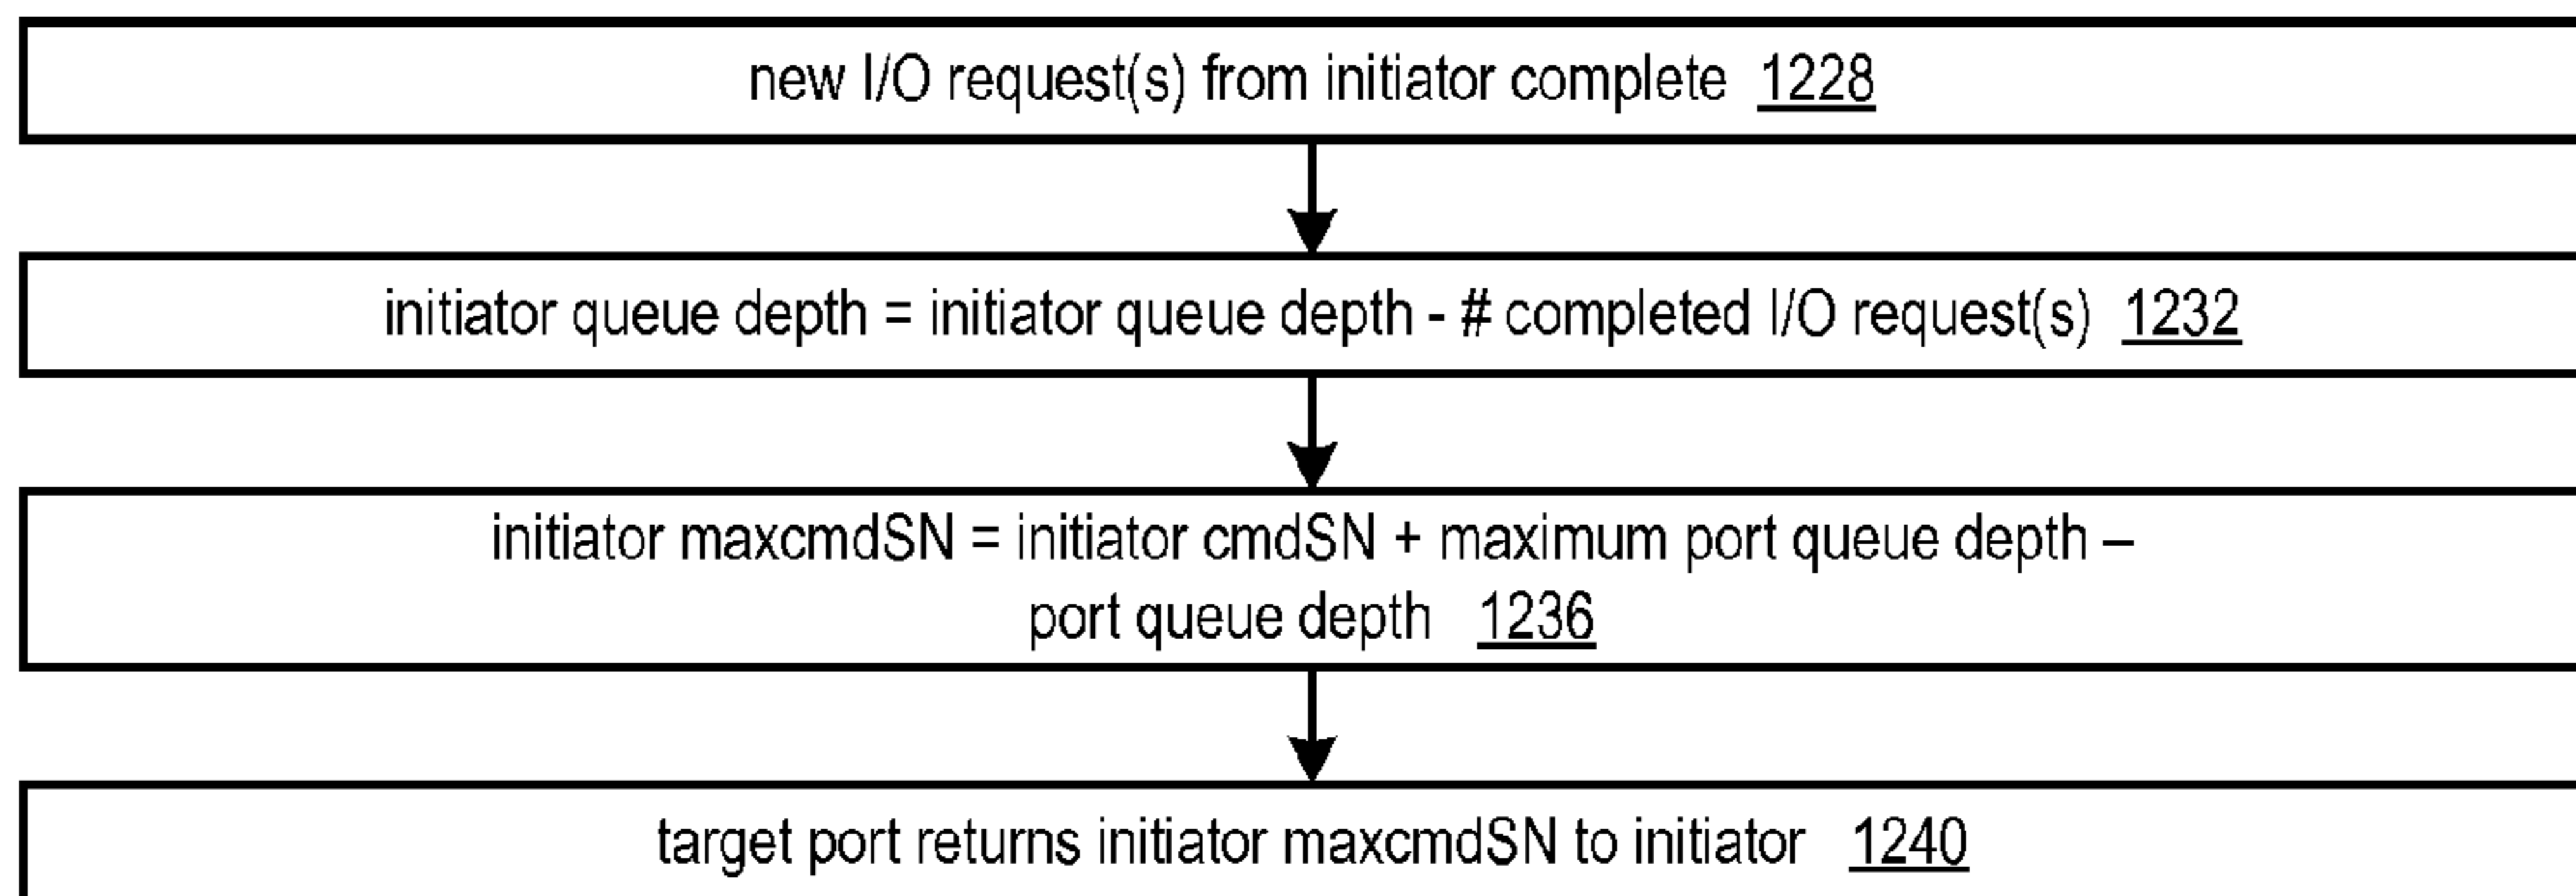 new I/O request(s) from initiator complete 1228
initiator queue depth = initiator queue depth - # completed I/O request(s) 1232
initiator maxcmdSN = initiator cmdSN + maximum port queue depth –
port queue depth 1236
target port returns initiator maxcmdSN to initiator 1240